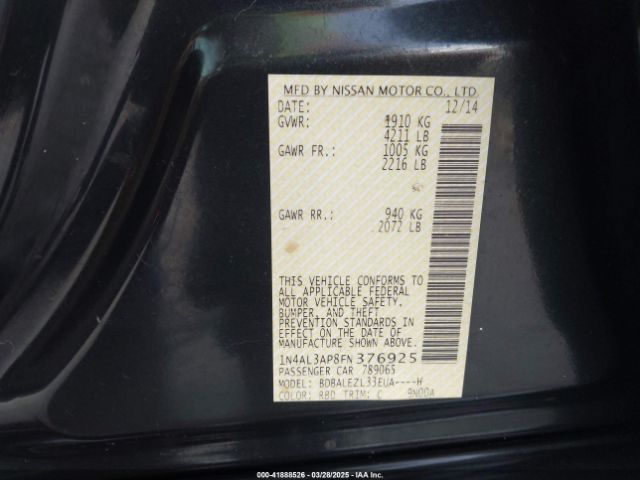 MFD BY NISSAN MOTOR CO., LTD.
DATE: 12/14
GVWR: 1910 KG
4211 LB
GAWR FR.: 1005 KG
2216 LB
GAWR RR.: 940 KG
2072 LB
THIS VEHICLE CONFORMS TO
ALL APPLICABLE FEDERAL
MOTOR VEHICLE SAFETY,
BUMPER, AND THEFT
PREVENTION STANDARDS IN
EFFECT ON THE DATE OF
MANUFACTURE SHOWN ABOVE.
1N4AL3AP8FN376925
PASSENGER CAR 789065
MODEL: BDBALEZL33EUA----H
COLOR: RBD TRIM: C
000-41888526 - 03/28/2025 - IAA, Inc.